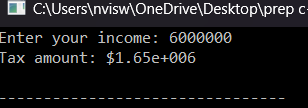 C:\Users\nvisw\OneDrive\Desktop\prep c-
Enter your income: 6000000
Tax amount: $1.65e+006
--------------------------------